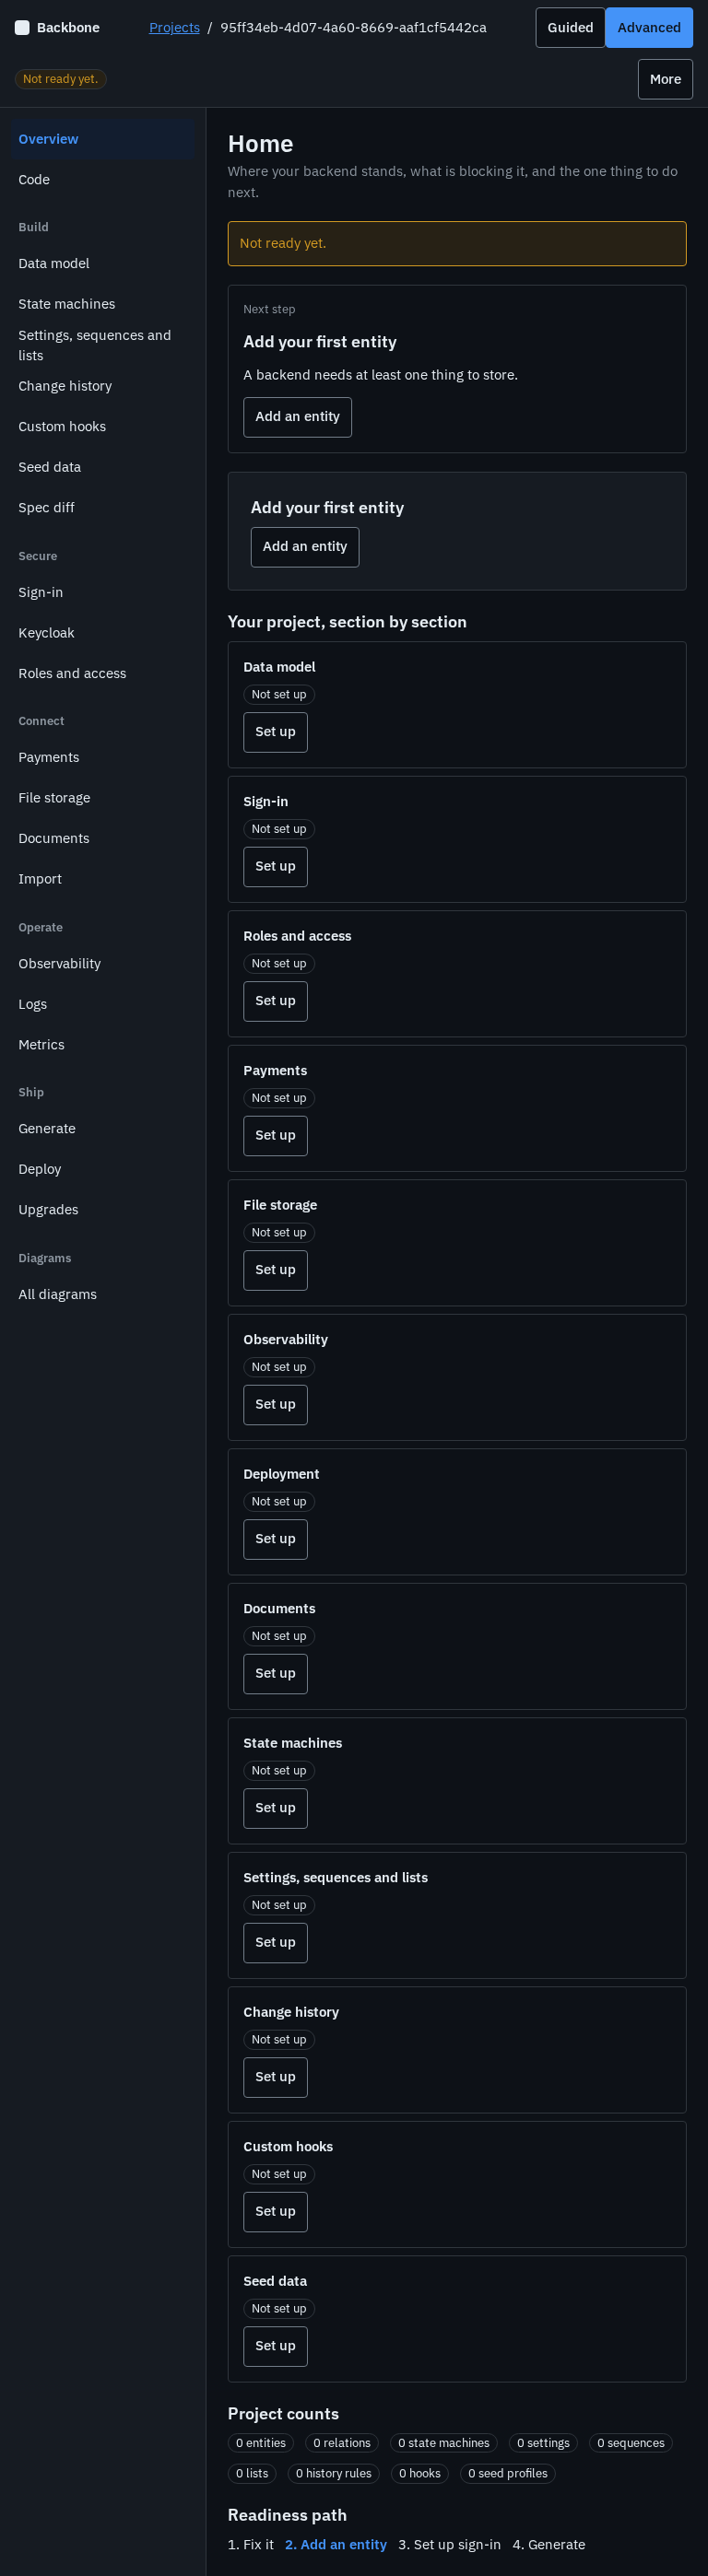 Backbone
Projects / 95ff34eb-4d07-4a60-8669-aaf1cf5442ca
Guided
Advanced
Not ready yet.
More
Overview
Code
Build
Data model
State machines
Settings, sequences and
lists
Change history
Custom hooks
Seed data
Spec diff
Secure
Sign-in
Keycloak
Roles and access
Connect
Payments
File storage
Documents
Import
Operate
Observability
Logs
Metrics
Ship
Generate
Deploy
Upgrades
Diagrams
All diagrams
Home
Where your backend stands, what is blocking it, and the one thing to do
next.
Not ready yet.
Next step
Add your first entity
A backend needs at least one thing to store.
Add an entity
Add your first entity
Add an entity
Your project, section by section
Data model
Not set up
Set up
Sign-in
Not set up
Set up
Roles and access
Not set up
Set up
Payments
Not set up
Set up
File storage
Not set up
Set up
Observability
Not set up
Set up
Deployment
Not set up
Set up
Documents
Not set up
Set up
State machines
Not set up
Set up
Settings, sequences and lists
Not set up
Set up
Change history
Not set up
Set up
Custom hooks
Not set up
Set up
Seed data
Not set up
Set up
Project counts
0 entities 0 relations 0 state machines 0 settings 0 sequences
0 lists 0 history rules 0 hooks 0 seed profiles
Readiness path
1. Fix it 2. Add an entity 3. Set up sign-in 4. Generate